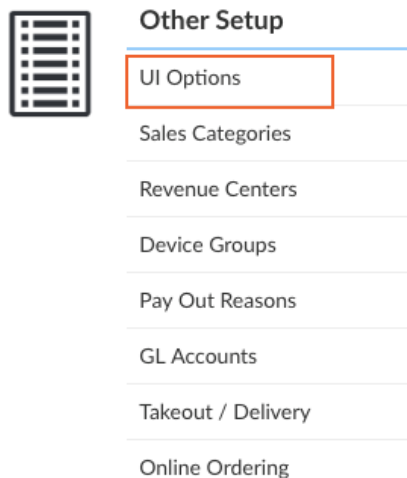 Other Setup
UI Options
Sales Categories
Revenue Centers
Device Groups
Pay Out Reasons
GL Accounts
Takeout / Delivery
Online Ordering